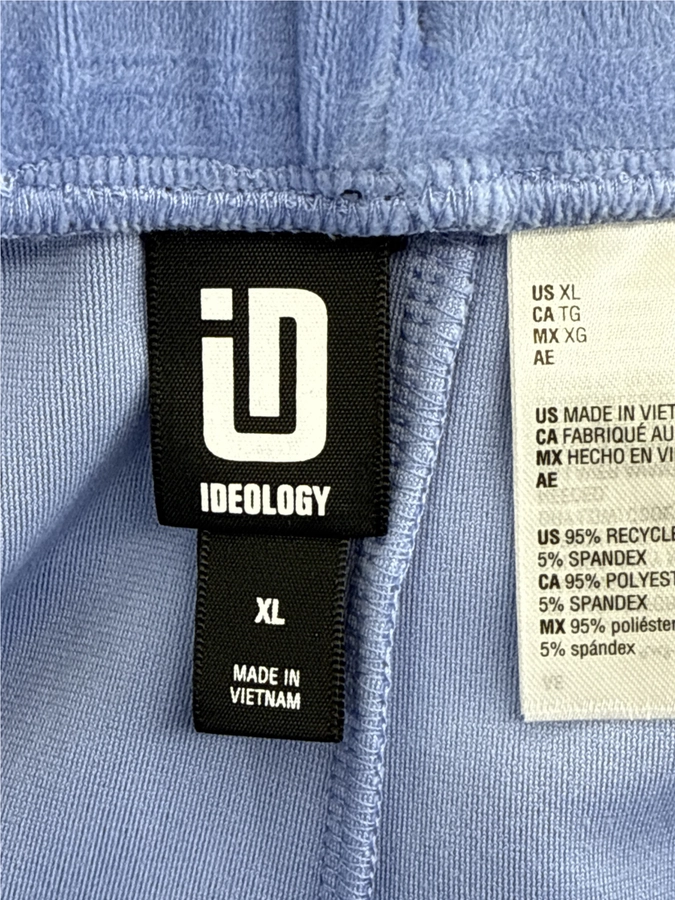 iD
IDEOLOGY
XL
MADE IN
VIETNAM
US XL
CA TG
MX XG
AE
US MADE IN VIET
CA FABRIQUÉ AU
MX HECHO EN VI
AE
US 95% RECYCLE
5% SPANDEX
CA 95% POLYEST
5% SPANDEX
MX 95% poliéster
5% spándex